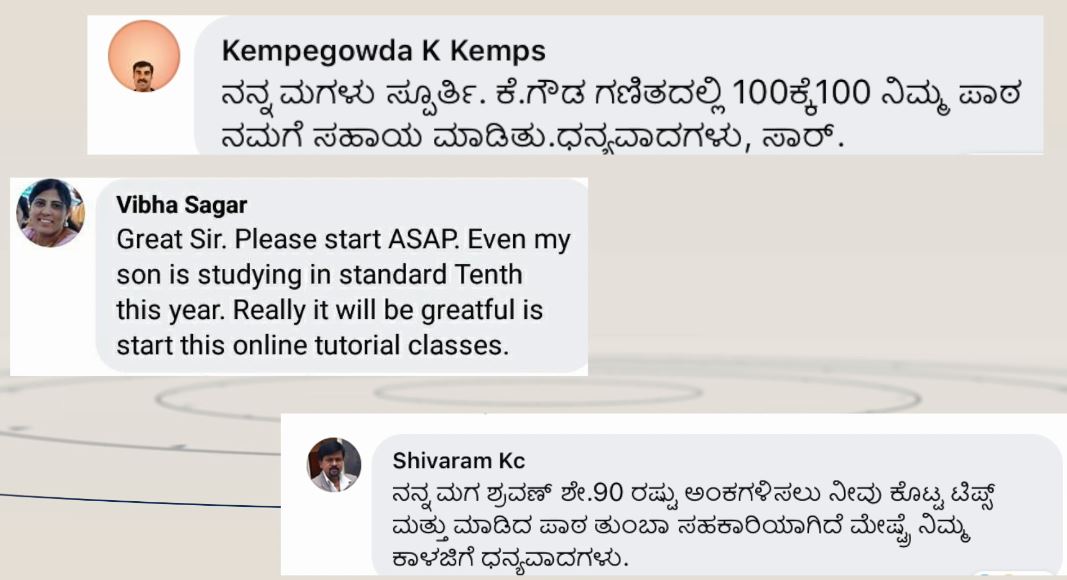 Kempegowda K Kemps
ನನ್ನ ಮಗಳು ಸ್ಪೂರ್ತಿ. ಕೆ.ಗೌಡ ಗಣಿತದಲ್ಲಿ 100ಕ್ಕೆ100 ನಿಮ್ಮ ಪಾಠ
ನಮಗೆ ಸಹಾಯ ಮಾಡಿತು.ಧನ್ಯವಾದಗಳು, ಸಾರ್.
Vibha Sagar
Great Sir. Please start ASAP. Even my
son is studying in standard Tenth
this year. Really it will be greatful is
start this online tutorial classes.
Shivaram Kc
ನನ್ನ ಮಗ ಶ್ರವಣ್ ಶೇ.90 ರಷ್ಟು ಅಂಕಗಳಿಸಲು ನೀವು ಕೊಟ್ಟ ಟಿಪ್ಸ್
ಮತ್ತು ಮಾಡಿದ ಪಾಠ ತುಂಬಾ ಸಹಕಾರಿಯಾಗಿದೆ ಮೇಷ್ಟ್ರೆ ನಿಮ್ಮ
ಕಾಳಜಿಗೆ ಧನ್ಯವಾದಗಳು.